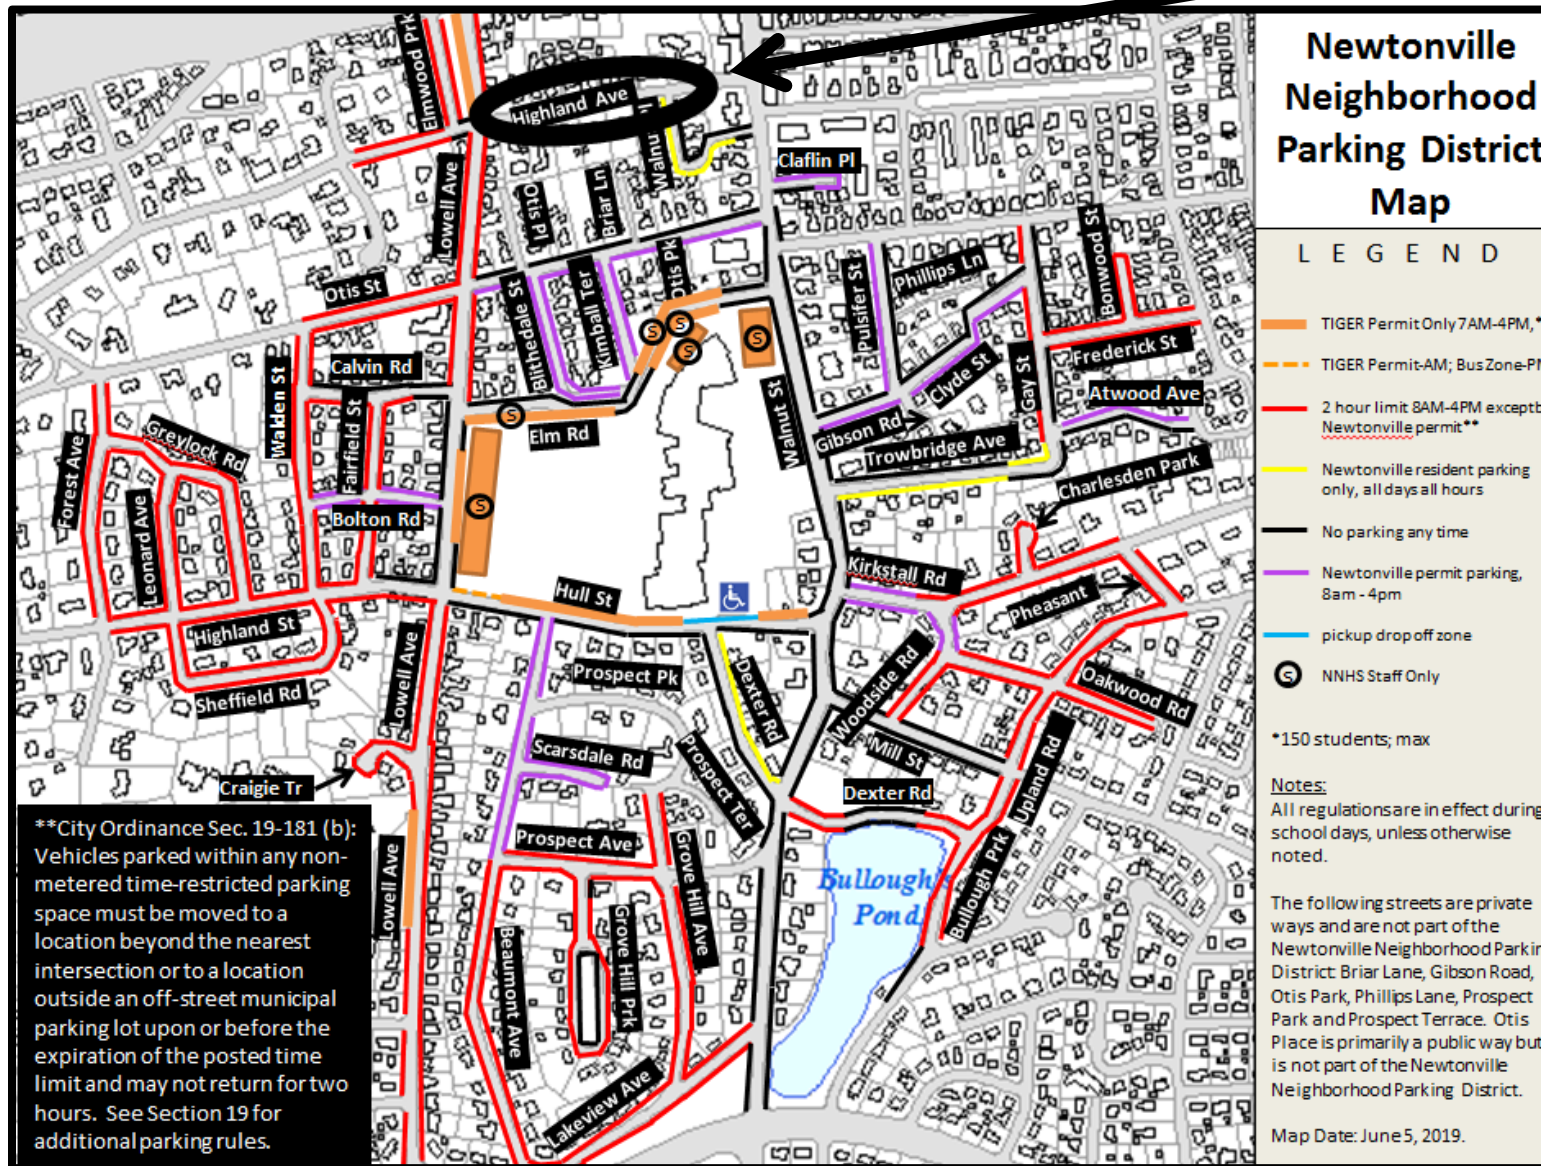 Newtonville
Neighborhood
Parking District
Map
L E G E N D
TIGER Permit Only 7AM-4PM,*
TIGER Permit-AM; Bus Zone-PM
2 hour limit 8AM-4PM except
Newtonville permit**
Newtonville resident parking
only, all days all hours
No parking any time
Newtonville permit parking,
8am - 4pm
pickup drop off zone
S NNHS Staff Only
*150 students; max
Notes:
All regulations are in effect during
school days, unless otherwise
noted.
The following streets are private
ways and are not part of the
Newtonville Neighborhood Parkin
District: Briar Lane, Gibson Road,
Otis Park, Phillips Lane, Prospect
Park and Prospect Terrace. Otis
Place is primarily a public way but
is not part of the Newtonville
Neighborhood Parking District.
Map Date: June 5, 2019.
Elmwood Prk
Highland Ave
Walnut Pl
Claflin Pl
Lowell Ave
Otis Pl
Briar Ln
Otis Pk
Otis St
Blithedale St
Kimball Ter
Pulsifer St
Phillips Ln
Bonwood St
Calvin Rd
Walden St
Fairfield St
Elm Rd
Walnut St
Gibson Rd
Clyde St
Gay St
Frederick St
Atwood Ave
Trowbridge Ave
Charlesden Park
Forest Ave
Greylock Rd
Leonard Ave
Bolton Rd
Highland St
Sheffield Rd
Hull St
Kirkstall Rd
Pheasant
Lowell Ave
Prospect Pk
Dexter Rd
Woodside Rd
Oakwood Rd
Scarsdale Rd
Prospect Ter
Mill St
Upland Rd
Craigie Tr
Dexter Rd
Prospect Ave
Grove Hill Ave
Bullough Prk
Bullough's
Pond
Lowell Ave
Beaumont Ave
Grove Hill Prk
Lakeview Ave
S
S
S
S
S
S
**City Ordinance Sec. 19-181 (b):
Vehicles parked within any non-
metered time-restricted parking
space must be moved to a
location beyond the nearest
intersection or to a location
outside an off-street municipal
parking lot upon or before the
expiration of the posted time
limit and may not return for two
hours. See Section 19 for
additional parking rules.